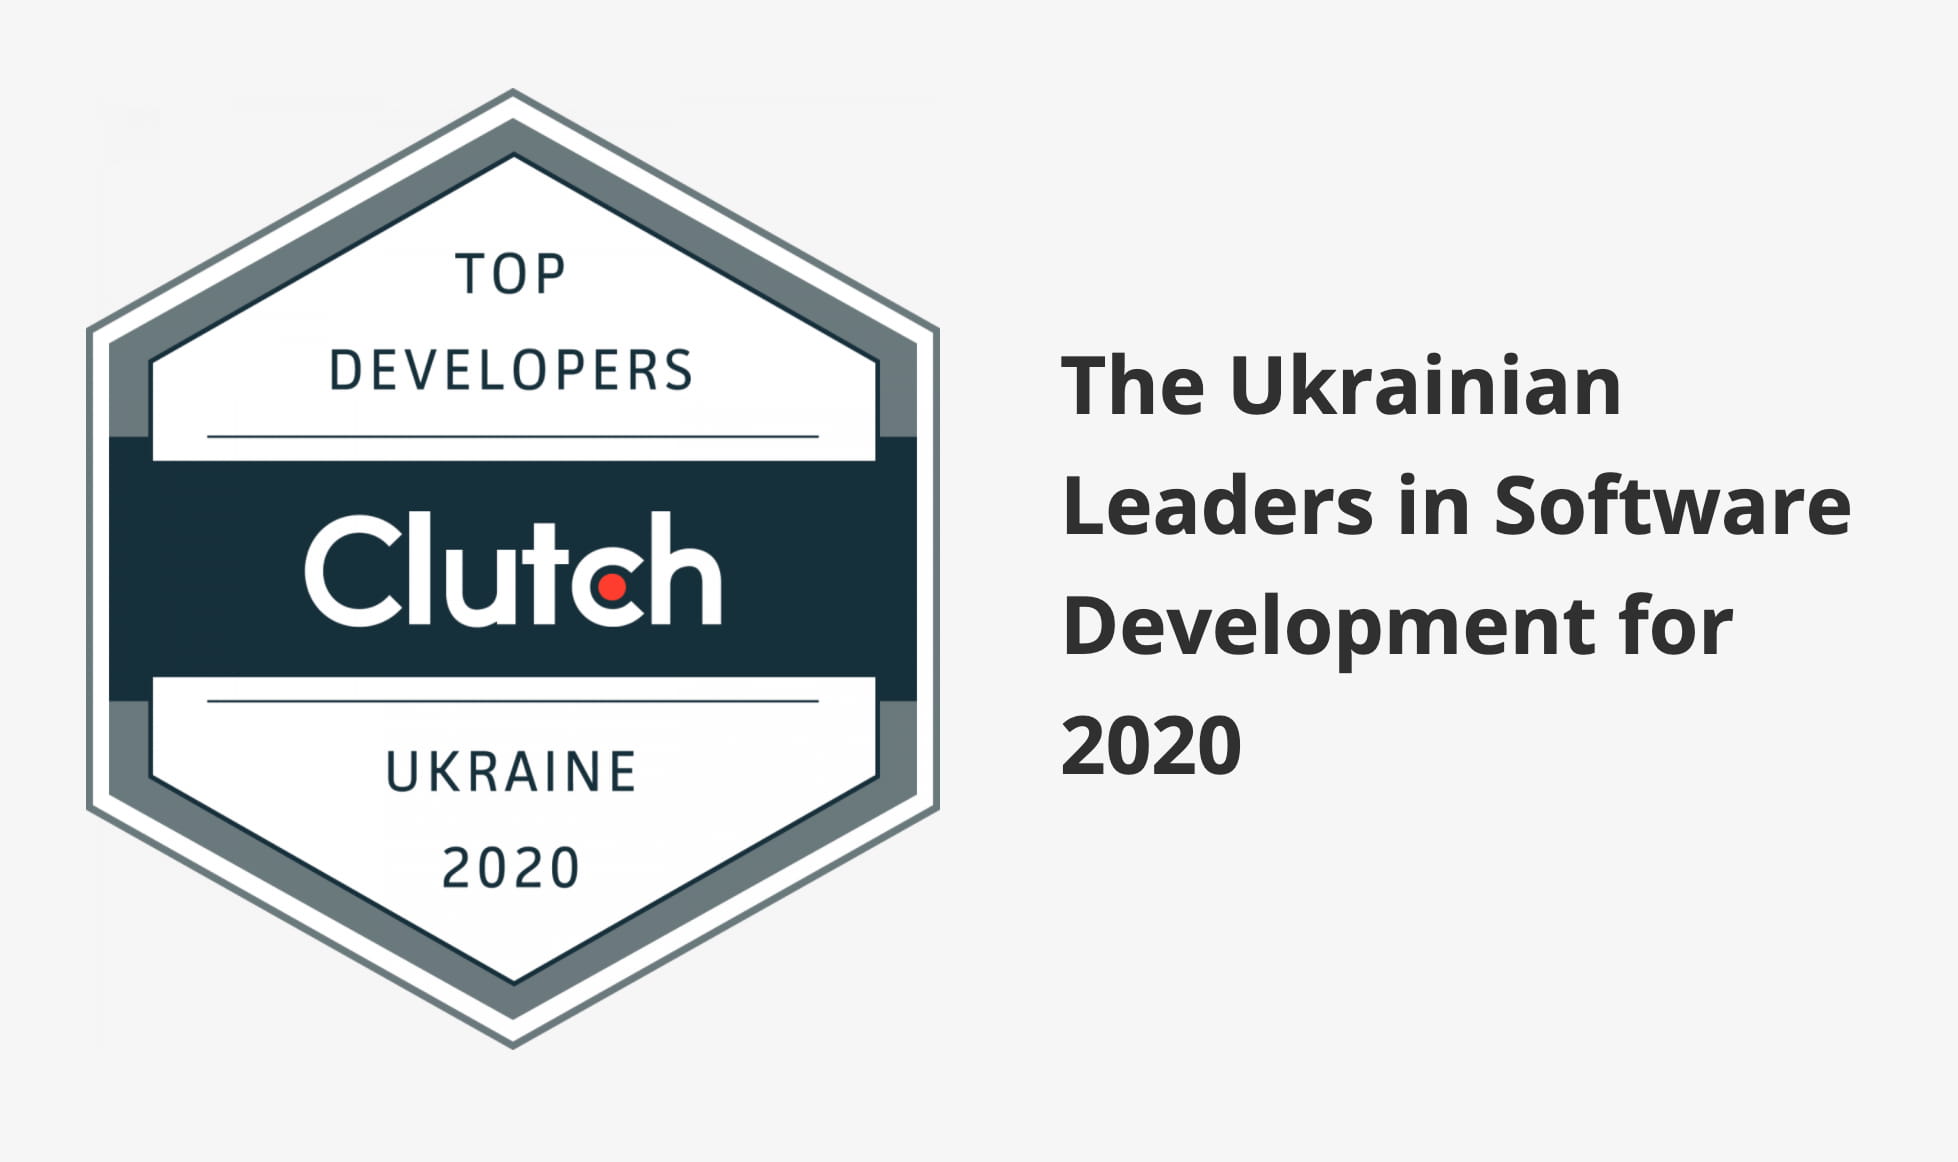 TOP
DEVELOPERS
Clutch
UKRAINE
2020
The Ukrainian
Leaders in Software
Development for
2020